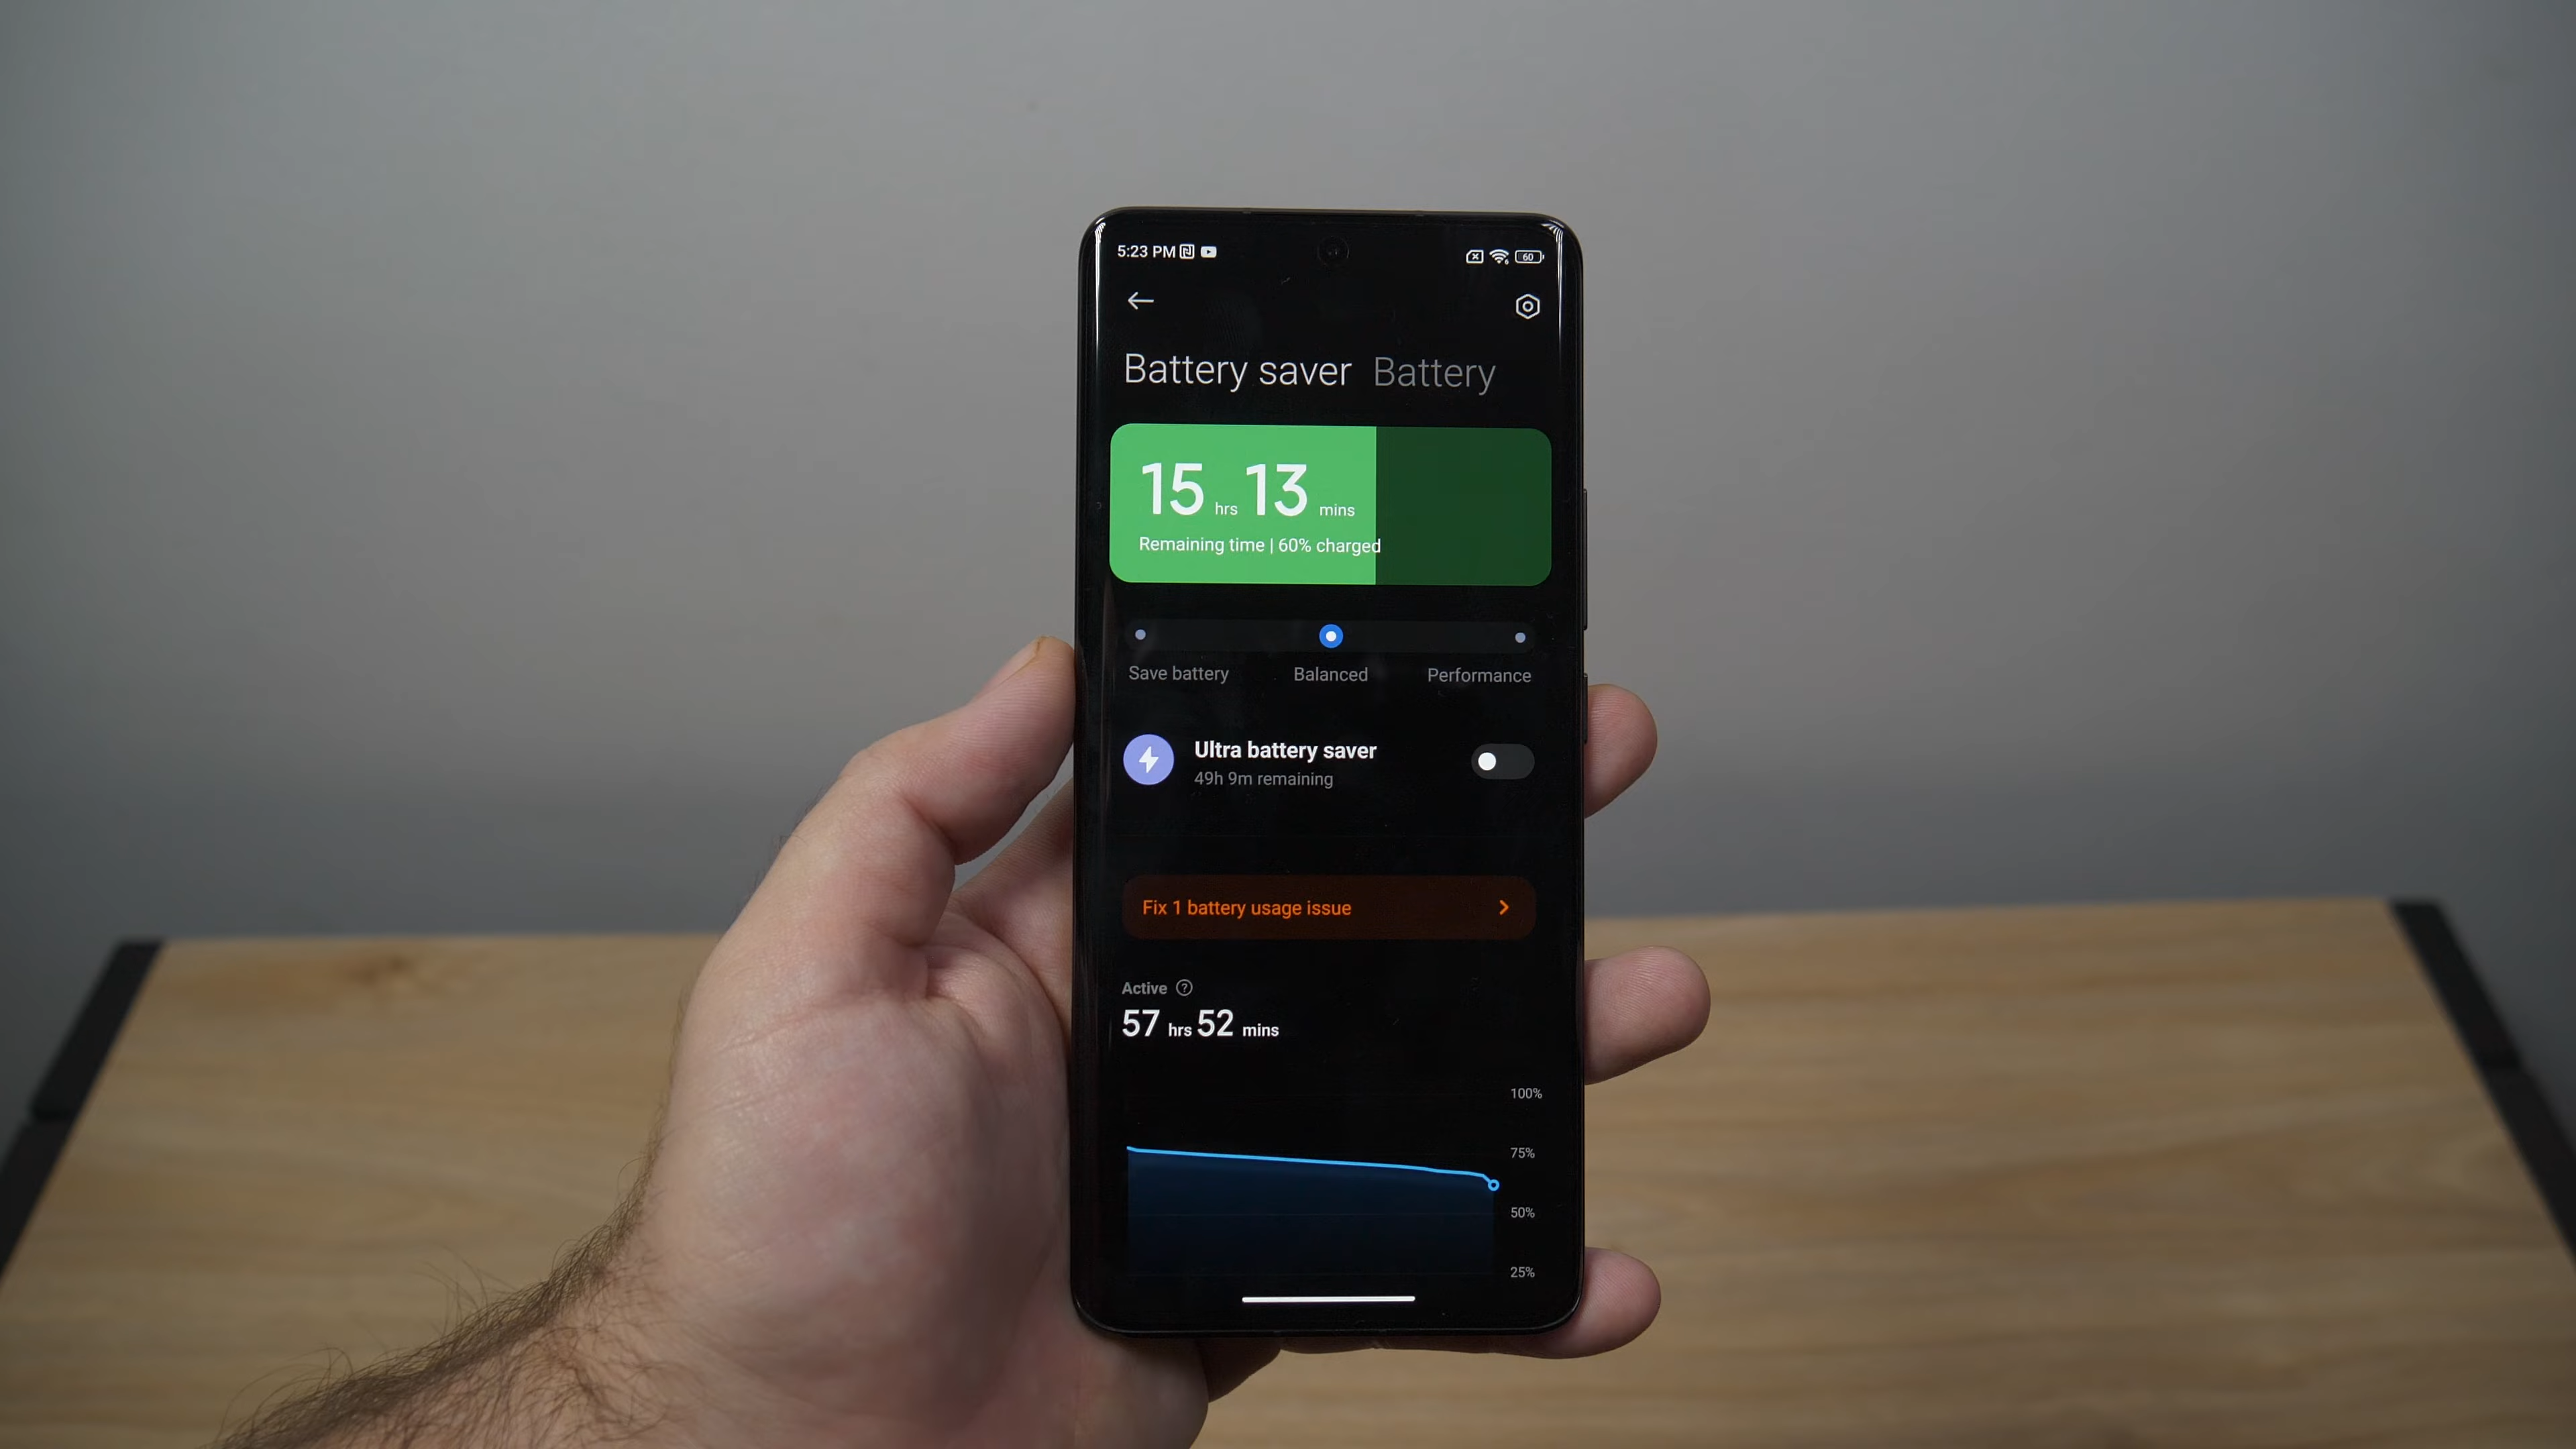 5:23 PM
60
Battery saver Battery
15 hrs 13 mins
Remaining time | 60% charged
Save battery Balanced Performance
Ultra battery saver
49h 9m remaining
Fix 1 battery usage issue
Active
57 hrs 52 mins
100%
75%
50%
25%